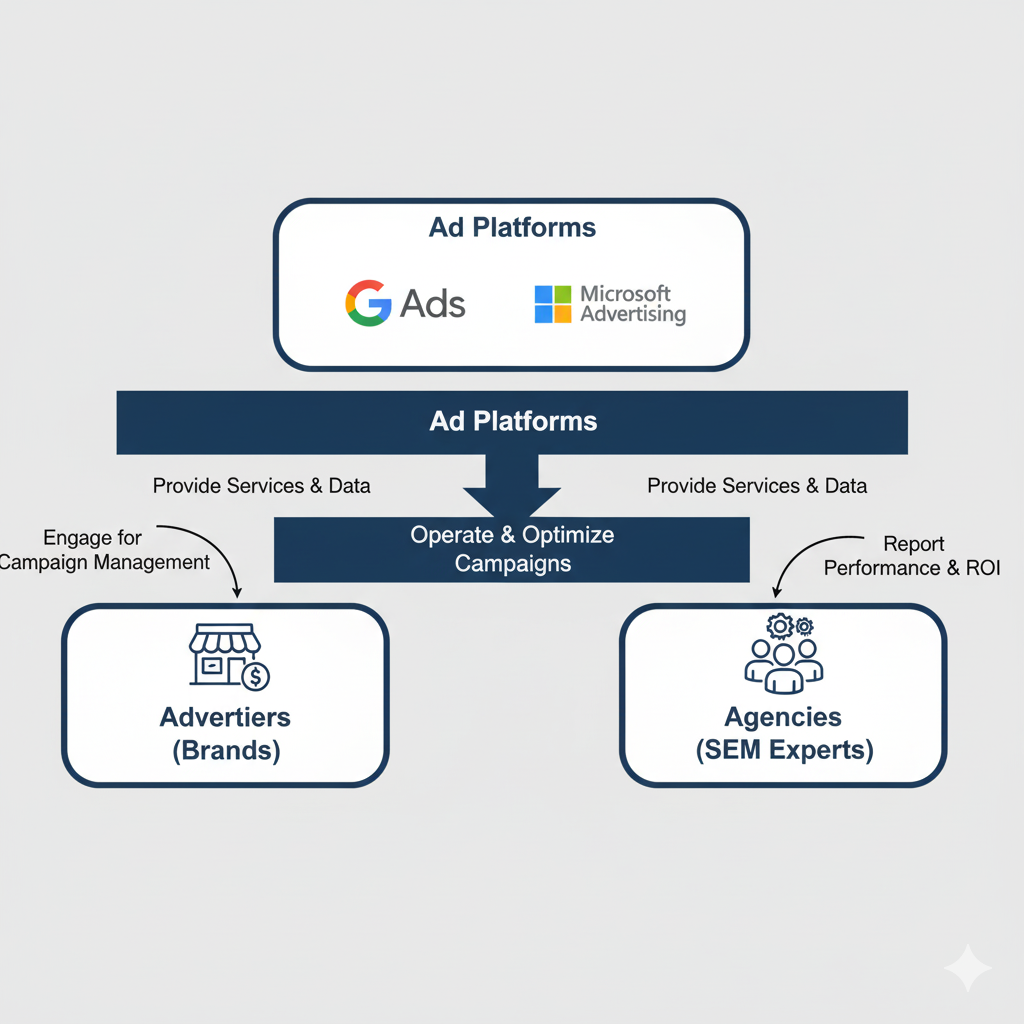 Ad Platforms
Ads
Microsoft
Advertising
Ad Platforms
Provide Services & Data
Provide Services & Data
Engage for
Campaign Management
Operate & Optimize
Campaigns
Report
Performance & ROI
$
Advertiers
(Brands)
Agencies
(SEM Experts)